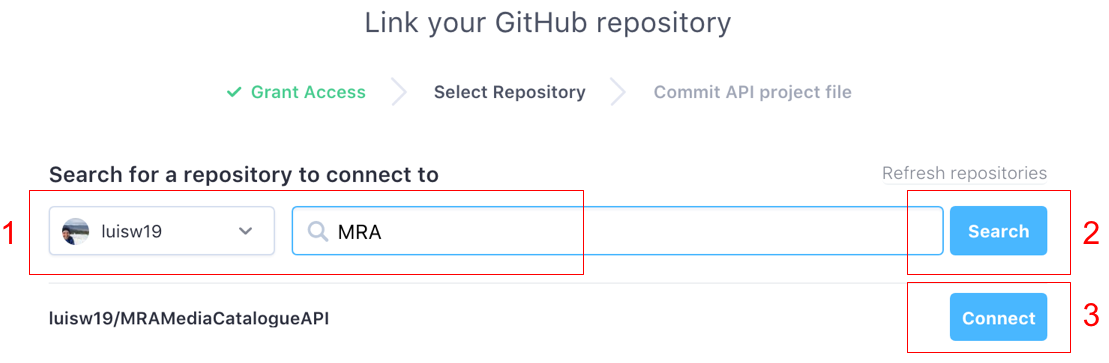 Link your GitHub repository
Grant Access Select Repository Commit API project file
Search for a repository to connect to Refresh repositories
1 luisw19 MRA Search 2
luisw19/MRAMediaCatalogueAPI Connect 3